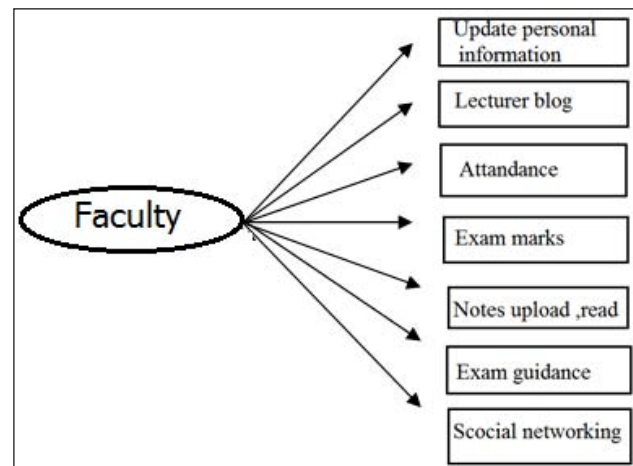 Update personal
information
Lecturer blog
Attandance
Faculty
Exam marks
Notes upload ,read
Exam guidance
Scocial networking